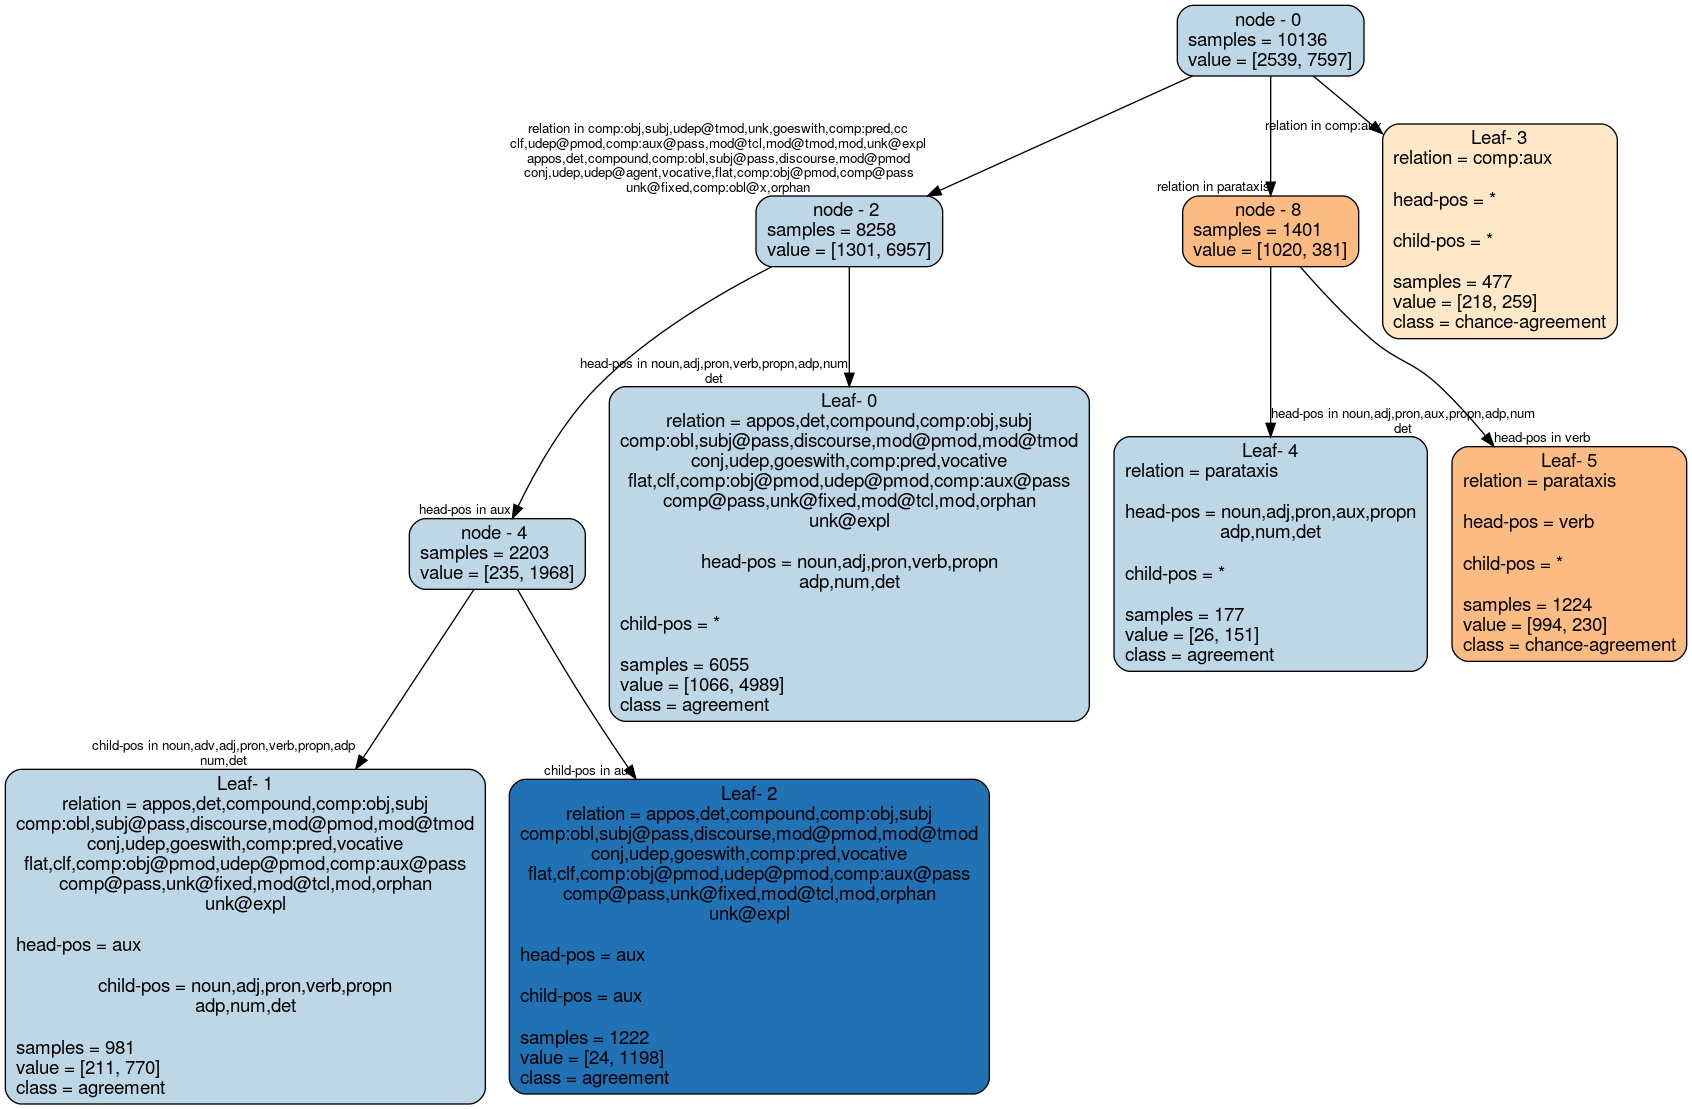 node - 0
samples = 10136
value = [2539, 7597]
relation in comp:obj,subj,udep@tmod,unk,goeswith,comp:pred,cc
clf,udep@pmod,comp:aux@pass,mod@tcl,mod@tmod,mod,unk@expl
appos,det,compound,comp:obl,subj@pass,discourse,mod@pmod
conj,udep,udep@agent,vocative,flat,comp:obj@pmod,comp@pass
unk@fixed,comp:obl@x,orphan
relation in parataxis
relation in comp:aux
Leaf- 3
relation = comp:aux
head-pos = *
child-pos = *
samples = 477
value = [218, 259]
class = chance-agreement
node - 2
samples = 8258
value = [1301, 6957]
node - 8
samples = 1401
value = [1020, 381]
head-pos in noun,adj,pron,verb,propn,adp,num
det
Leaf- 0
relation = appos,det,compound,comp:obj,subj
comp:obl,subj@pass,discourse,mod@pmod,mod@tmod
conj,udep,goeswith,comp:pred,vocative
flat,clf,comp:obj@pmod,udep@pmod,comp:aux@pass
comp@pass,unk@fixed,mod@tcl,mod,orphan
unk@expl
head-pos = noun,adj,pron,verb,propn
adp,num,det
child-pos = *
samples = 6055
value = [1066, 4989]
class = agreement
head-pos in noun,adj,pron,aux,propn,adp,num
det
head-pos in verb
Leaf- 4
relation = parataxis
head-pos = noun,adj,pron,aux,propn
adp,num,det
child-pos = *
samples = 177
value = [26, 151]
class = agreement
Leaf- 5
relation = parataxis
head-pos = verb
child-pos = *
samples = 1224
value = [994, 230]
class = chance-agreement
head-pos in aux
node - 4
samples = 2203
value = [235, 1968]
child-pos in noun,adv,adj,pron,verb,propn,adp
num,det
child-pos in aux
Leaf- 1
relation = appos,det,compound,comp:obj,subj
comp:obl,subj@pass,discourse,mod@pmod,mod@tmod
conj,udep,goeswith,comp:pred,vocative
flat,clf,comp:obj@pmod,udep@pmod,comp:aux@pass
comp@pass,unk@fixed,mod@tcl,mod,orphan
unk@expl
head-pos = aux
child-pos = noun,adj,pron,verb,propn
adp,num,det
samples = 981
value = [211, 770]
class = agreement
Leaf- 2
relation = appos,det,compound,comp:obj,subj
comp:obl,subj@pass,discourse,mod@pmod,mod@tmod
conj,udep,goeswith,comp:pred,vocative
flat,clf,comp:obj@pmod,udep@pmod,comp:aux@pass
comp@pass,unk@fixed,mod@tcl,mod,orphan
unk@expl
head-pos = aux
child-pos = aux
samples = 1222
value = [24, 1198]
class = agreement